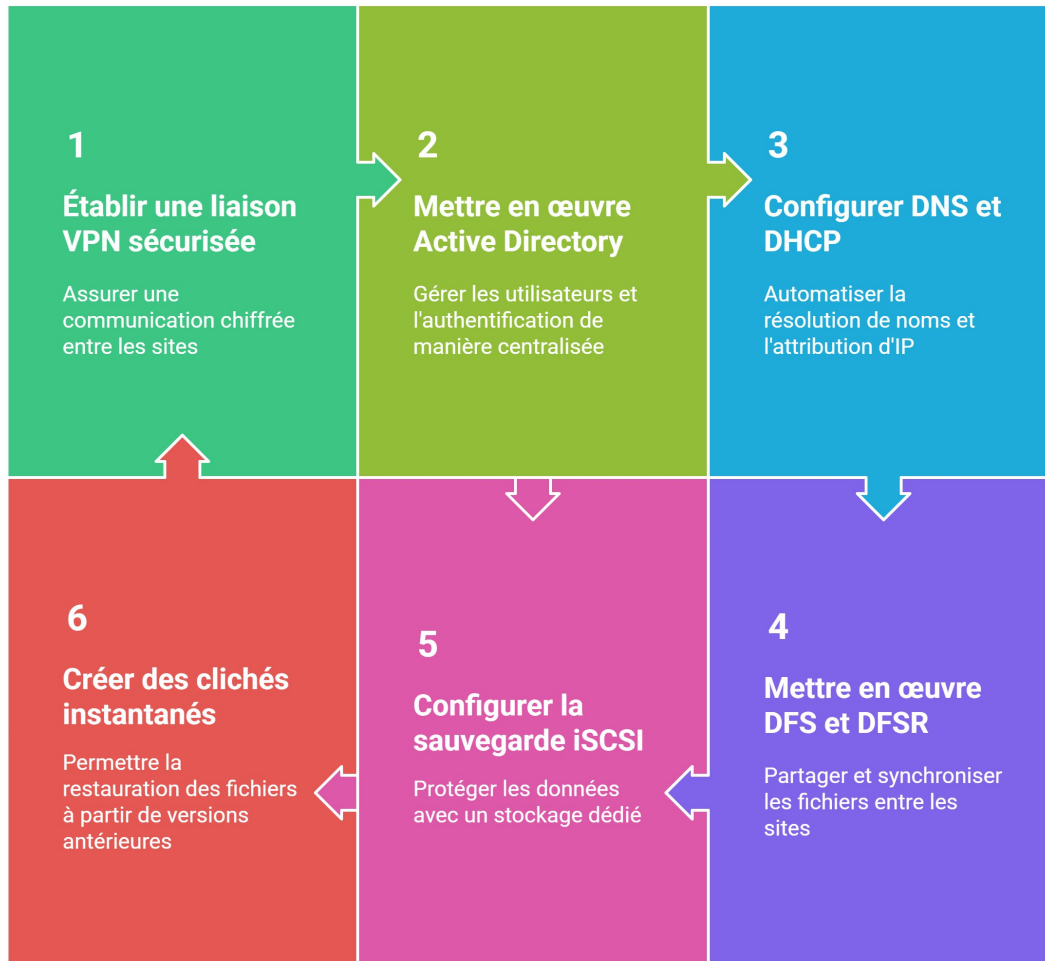 1
Établir une liaison
VPN sécurisée
Assurer une
communication chiffrée
entre les sites
2
Mettre en œuvre
Active Directory
Gérer les utilisateurs et
l'authentification de
manière centralisée
3
Configurer DNS et
DHCP
Automatiser la
résolution de noms et
l'attribution d'IP
4
Mettre en œuvre
DFS et DFSR
Partager et synchroniser
les fichiers entre les
sites
5
Configurer la
sauvegarde iSCSI
Protéger les données
avec un stockage dédié
6
Créer des clichés
instantanés
Permettre la
restauration des fichiers
à partir de versions
antérieures